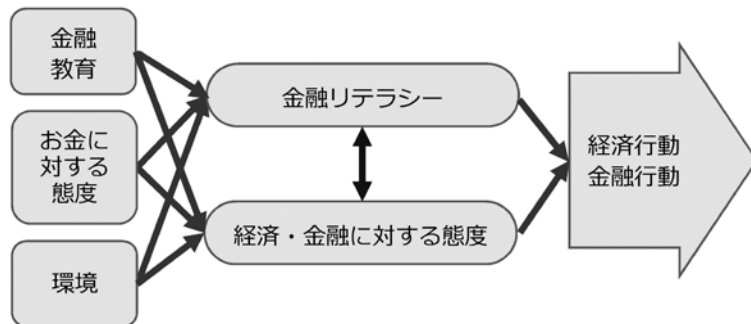 金融
教育
お金に
対する
態度
環境
金融リテラシー
経済・金融に対する態度
経済行動
金融行動